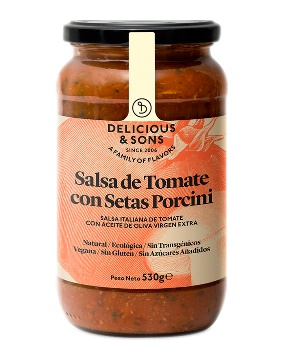 DELICIOUS
& SONS
SINCE 2006
A FAMILY OF FLAVORS
Salsa de Tomate
con Setas Porcini
SALSA ITALIANA DE TOMATE
CON ACEITE DE OLIVA VIRGEN EXTRA
Natural / Ecológica / Sin Transgénicos
Vegana / Sin Gluten / Sin Azúcares Añadidos
Peso Neto 530g℮